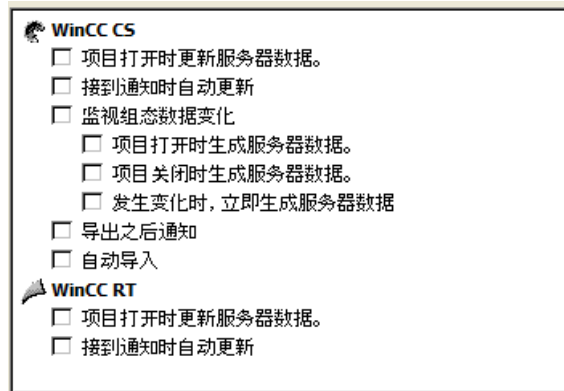 WinCC CS
项目打开时更新服务器数据。
接到通知时自动更新
监视组态数据变化
项目打开时生成服务器数据。
项目关闭时生成服务器数据。
发生变化时,立即生成服务器数据
导出之后通知
自动导入
WinCC RT
项目打开时更新服务器数据。
接到通知时自动更新